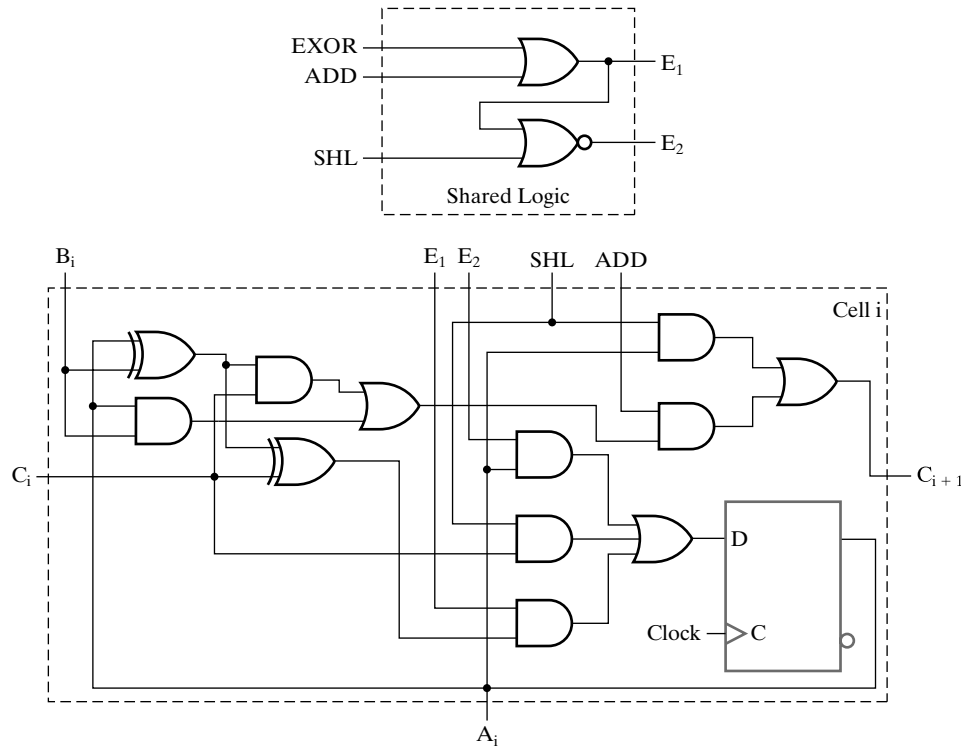 EXOR
ADD
E₁
SHL
E₂
Shared Logic
Bᵢ
E₁ E₂ SHL ADD
Cell i
Cᵢ
Cᵢ ₊ ₁
D
Clock
C
Aᵢ